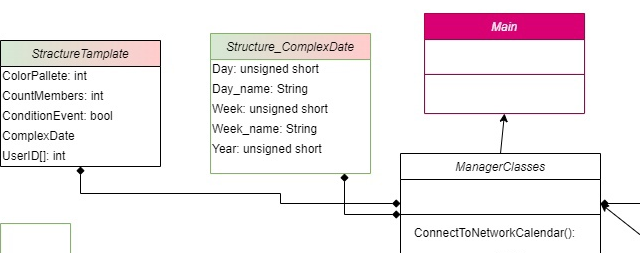 StractureTamplate
ColorPallete: int
CountMembers: int
ConditionEvent: bool
ComplexDate
UserID[]: int
Structure_ComplexDate
Day: unsigned short
Day_name: String
Week: unsigned short
Week_name: String
Year: unsigned short
Main
ManagerClasses
ConnectToNetworkCalendar():